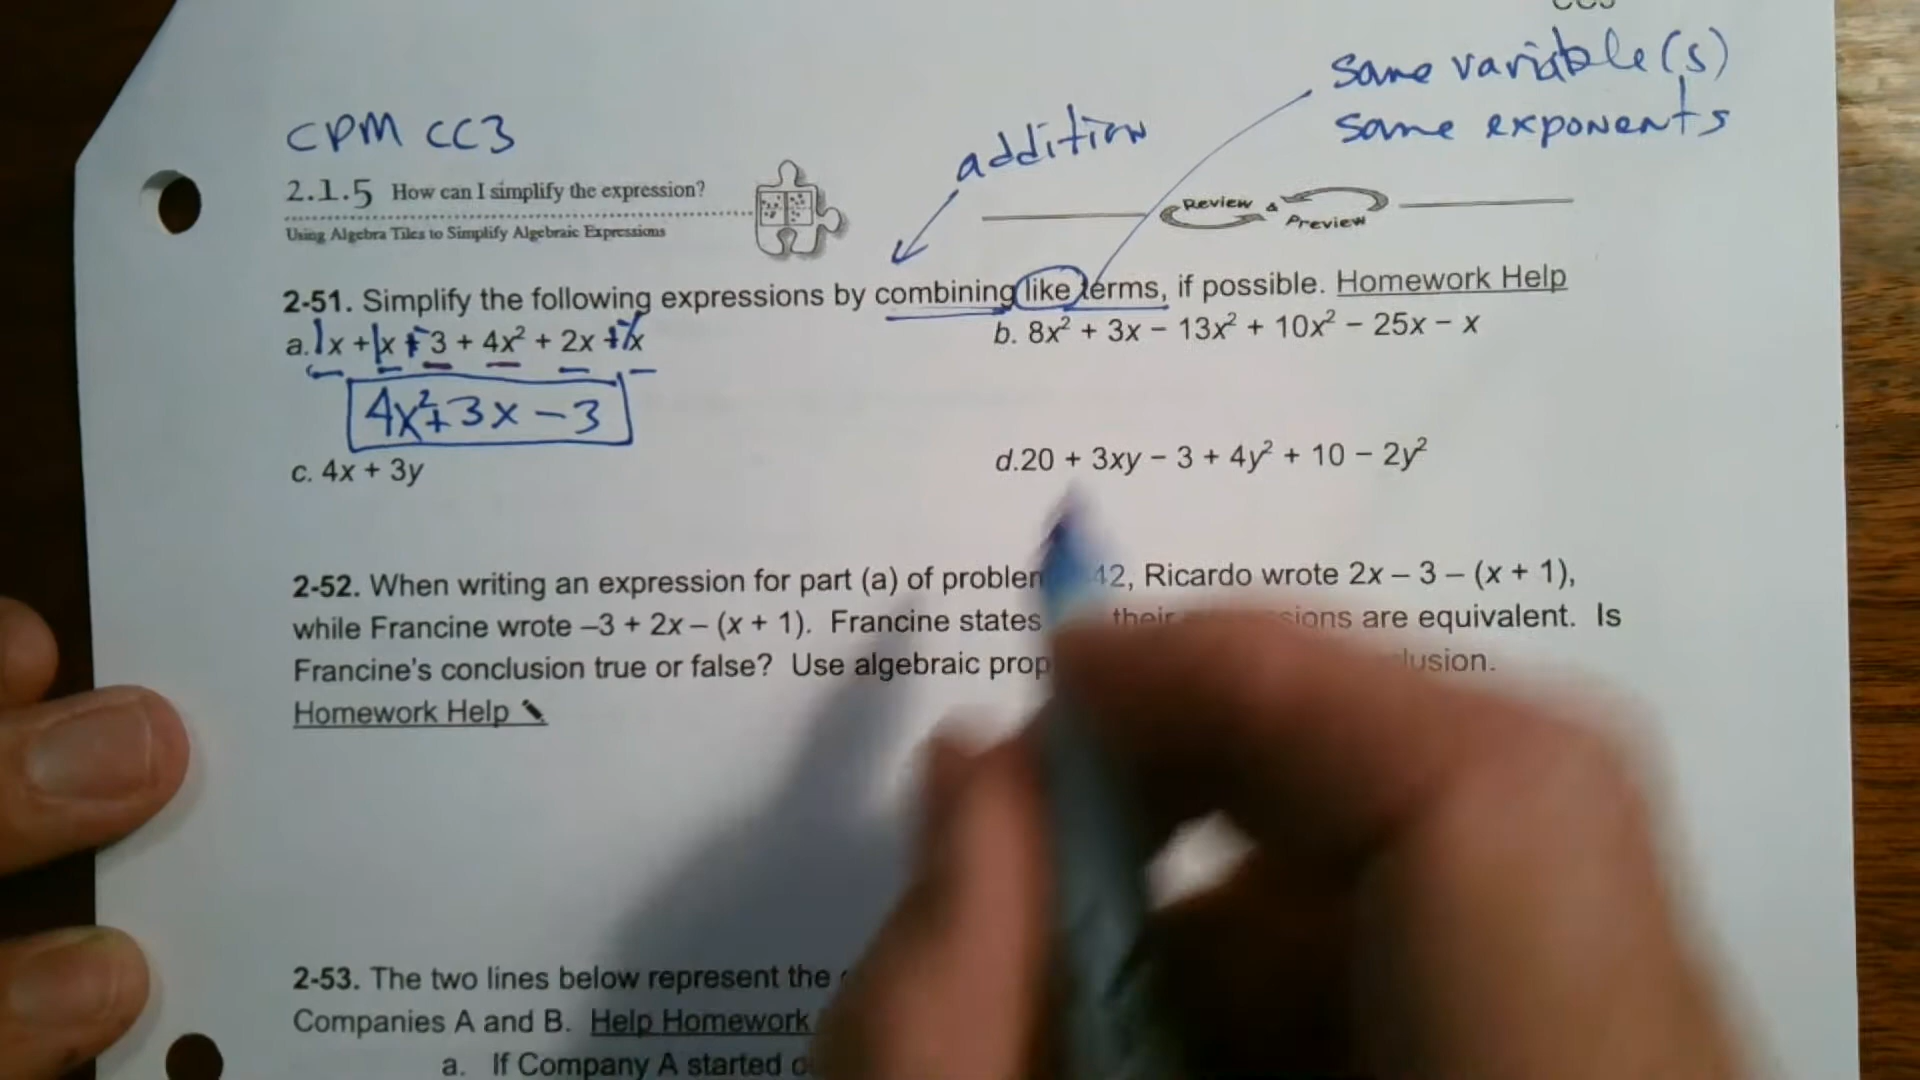 same variable(s)
same exponents
CPM CC3
addition
2.1.5 How can I simplify the expression?
Using Algebra Tiles to Simplify Algebraic Expressions
Review & Preview
2-51. Simplify the following expressions by combining like terms, if possible. Homework Help
a. 1x + 1x + -3 + 4x² + 2x + -1x
b. 8x² + 3x – 13x² + 10x² – 25x – x
4x² + 3x – 3
c. 4x + 3y
d.20 + 3xy – 3 + 4y² + 10 – 2y²
2-52. When writing an expression for part (a) of 42, Ricardo wrote 2x – 3 – (x + 1),
while Francine wrote –3 + 2x – (x + 1). Francine states their are equivalent. Is
Francine's conclusion true or false? Use algebraic
Homework Help
2-53. The two lines below represent the
Companies A and B. Help Homework
a. If Company A started